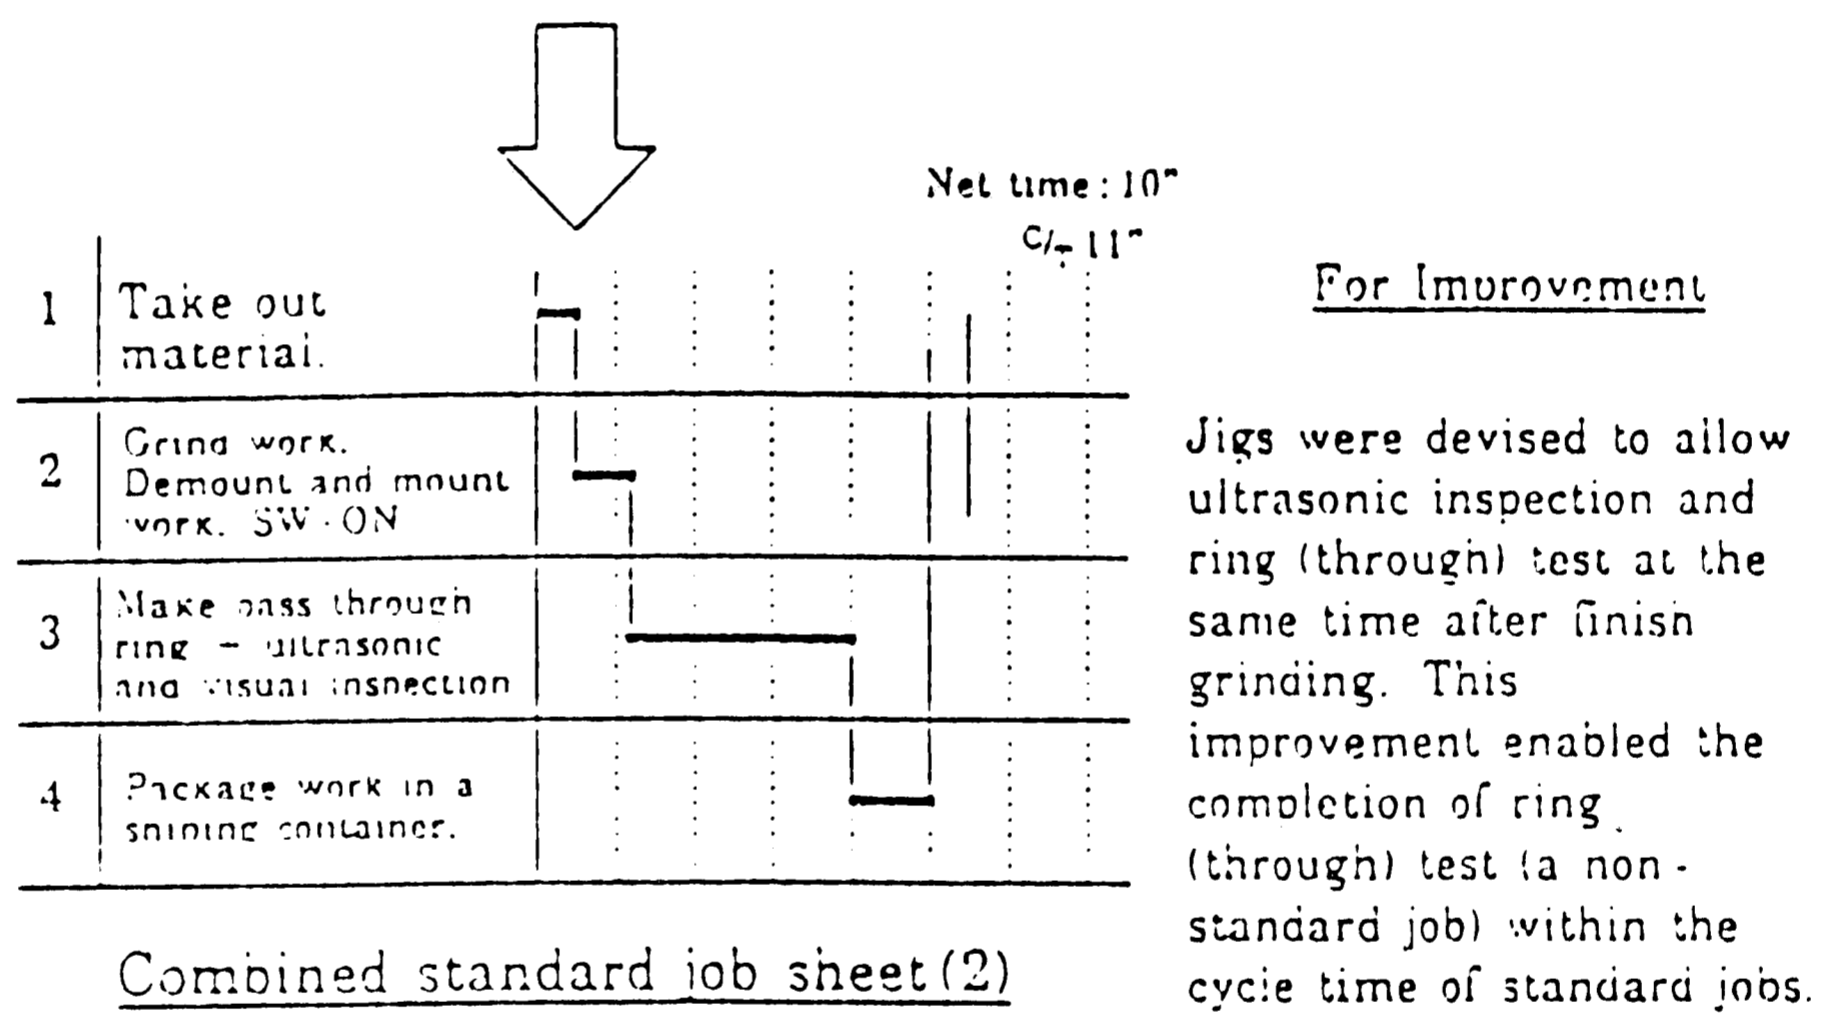 Net time : 10"
C/T 11"
1 Take out
material.
2 Grind work.
Demount and mount
work. SW · ON
3 Make pass through
ring – ultrasonic
and visual inspection
4 Package work in a
shipping container.
Combined standard job sheet (2)
For Improvement
Jigs were devised to allow
ultrasonic inspection and
ring (through) test at the
same time after finish
grinding. This
improvement enabled the
completion of ring
(through) test (a non -
standard job) within the
cycle time of standard jobs.